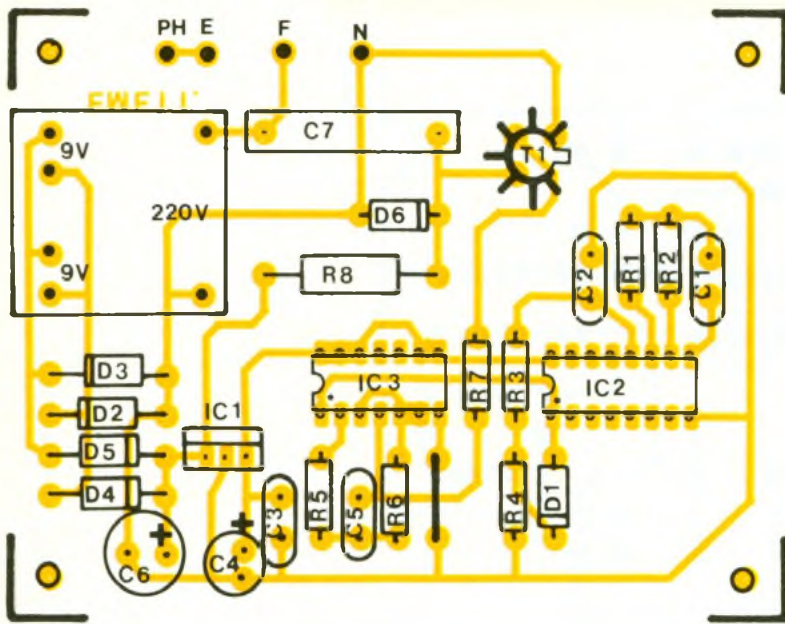 PH E F N
C7
T1
9V
220V
9V
D6
R8
C2 R1 R2 C1
D3
D2
D5
D4
IC1
IC3
R7
R3
IC2
R5
C5
R6
R4
D1
C3
C6
+
C4
+